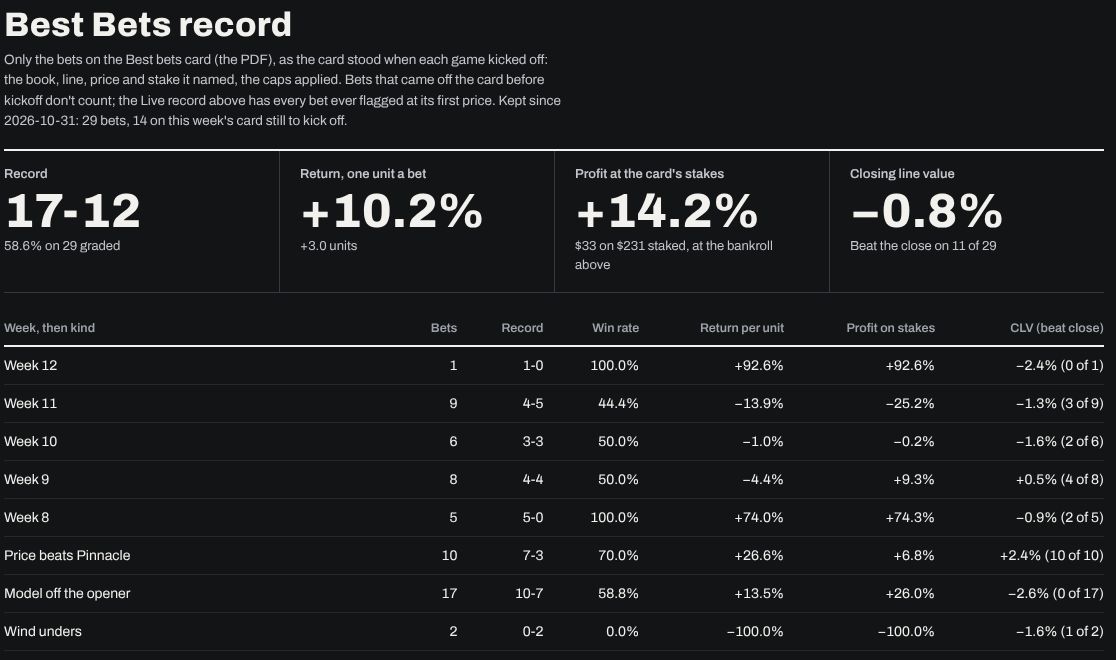 Best Bets record
Only the bets on the Best bets card (the PDF), as the card stood when each game kicked off:
the book, line, price and stake it named, the caps applied. Bets that came off the card before
kickoff don't count; the Live record above has every bet ever flagged at its first price. Kept since
2026-10-31: 29 bets, 14 on this week's card still to kick off.
Record
17-12
58.6% on 29 graded
Return, one unit a bet
+10.2%
+3.0 units
Profit at the card's stakes
+14.2%
$33 on $231 staked, at the bankroll
above
Closing line value
−0.8%
Beat the close on 11 of 29
Week, then kind Bets Record Win rate Return per unit Profit on stakes CLV (beat close)
Week 12 1 1-0 100.0% +92.6% +92.6% −2.4% (0 of 1)
Week 11 9 4-5 44.4% −13.9% −25.2% −1.3% (3 of 9)
Week 10 6 3-3 50.0% −1.0% −0.2% −1.6% (2 of 6)
Week 9 8 4-4 50.0% −4.4% +9.3% +0.5% (4 of 8)
Week 8 5 5-0 100.0% +74.0% +74.3% −0.9% (2 of 5)
Price beats Pinnacle 10 7-3 70.0% +26.6% +6.8% +2.4% (10 of 10)
Model off the opener 17 10-7 58.8% +13.5% +26.0% −2.6% (0 of 17)
Wind unders 2 0-2 0.0% −100.0% −100.0% −1.6% (1 of 2)